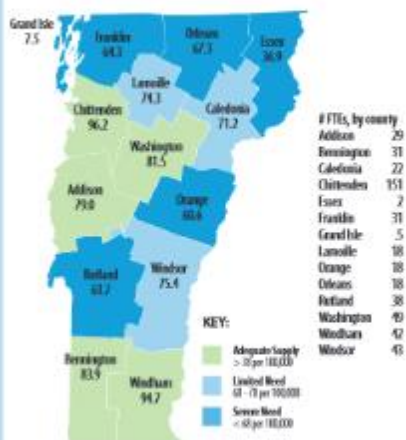 Grand Isle
7.5
Franklin
64.3
Orleans
67.3
Essex
36.9
Lamoille
74.3
Caledonia
71.2
Chittenden
96.2
Washington
81.5
Addison
79.0
Orange
60.6
Rutland
63.7
Windsor
75.4
Bennington
83.9
Windham
94.7
# FTEs, by county
Addison 29
Bennington 31
Caledonia 22
Chittenden 151
Essex 2
Franklin 31
Grand Isle .5
Lamoille 18
Orange 18
Orleans 18
Rutland 38
Washington 49
Windham 42
Windsor 43
KEY:
Adequate Supply
per 100,000
Limited Need
per 100,000
Severe Need
per 100,000